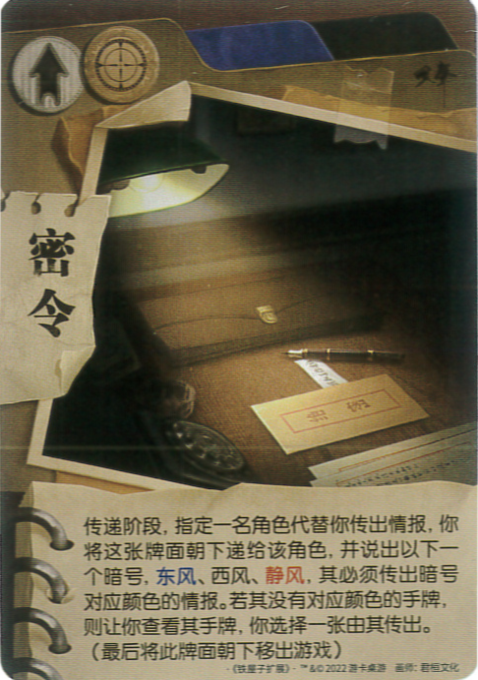 密令
传递阶段，指定一名角色代替你传出情报，你
将这张牌面朝下递给该角色，并说出以下一
个暗号，东风、西风、静风，其必须传出暗号
对应颜色的情报。若其没有对应颜色的手牌，
则让你查看其手牌，你选择一张由其传出。
（最后将此牌面朝下移出游戏）
·《铁屋子扩展》·™&©2022 游卡桌游 画师：君桓文化